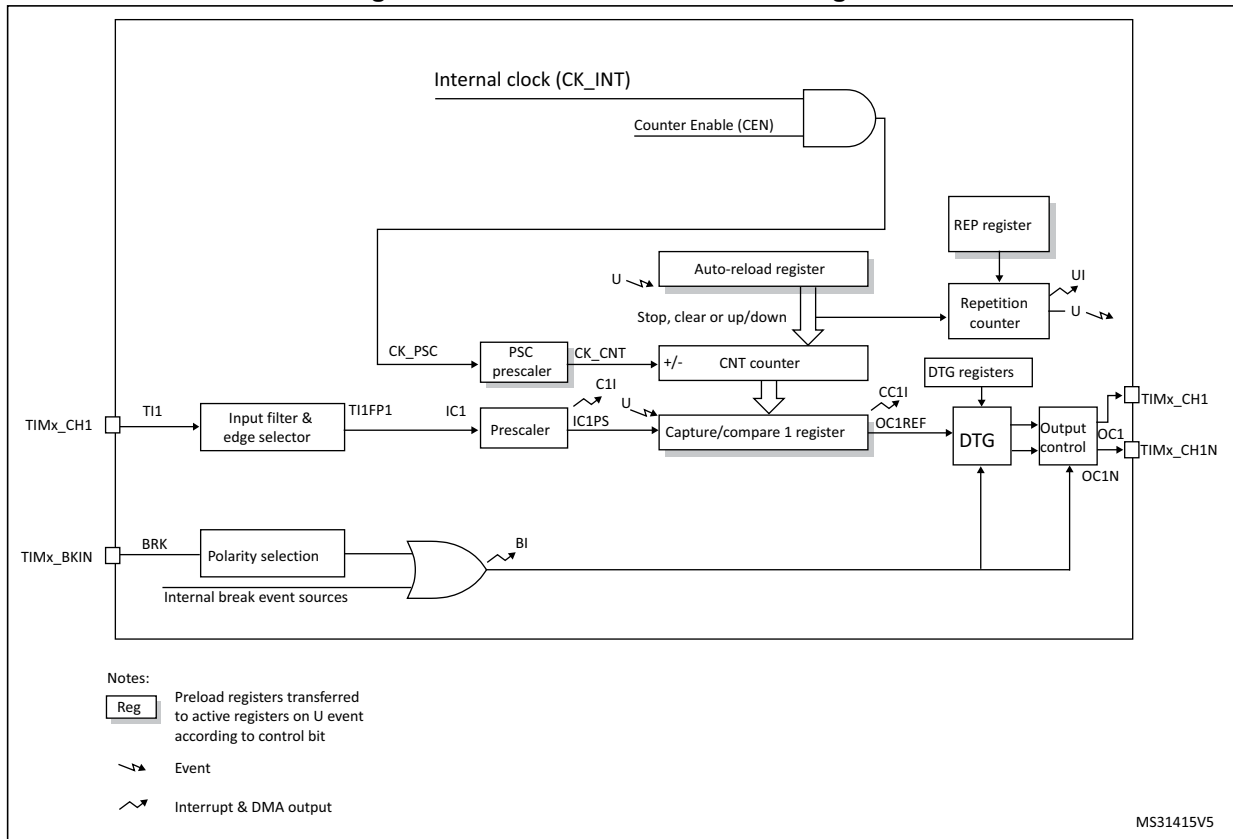 Internal clock (CK_INT)
Counter Enable (CEN)
REP register
Auto-reload register
U
UI
Repetition
counter
U
Stop, clear or up/down
CK_PSC
PSC
prescaler
CK_CNT
+/-
CNT counter
DTG registers
TIMx_CH1
TI1
Input filter &
edge selector
TI1FP1
IC1
Prescaler
C1I
IC1PS
U
Capture/compare 1 register
CC1I
OC1REF
DTG
Output
control
OC1
TIMx_CH1
TIMx_CH1N
OC1N
TIMx_BKIN
BRK
Polarity selection
BI
Internal break event sources
Notes:
Reg
Preload registers transferred
to active registers on U event
according to control bit
Event
Interrupt & DMA output
MS31415V5